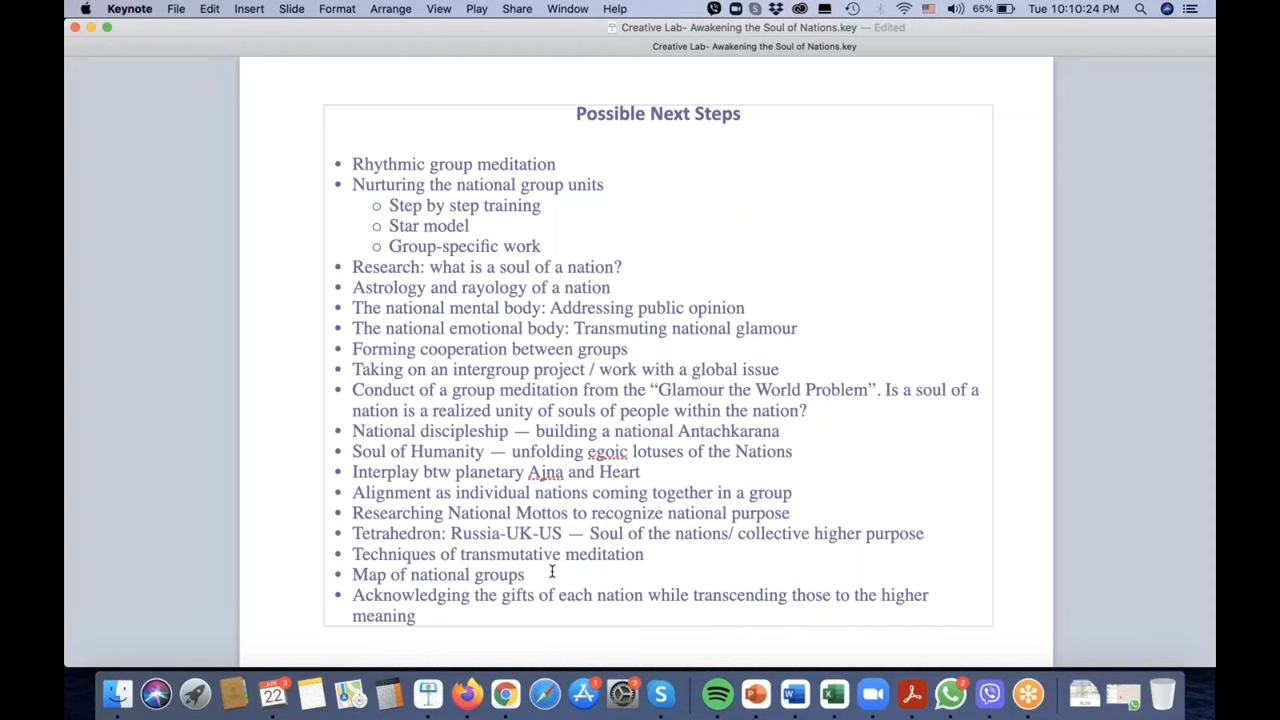 Keynote File Edit Insert Slide Format Arrange View Play Share Window Help 65% Tue 10:10:24 PM
Creative Lab- Awakening the Soul of Nations.key — Edited
Creative Lab- Awakening the Soul of Nations.key
Possible Next Steps
• Rhythmic group meditation
• Nurturing the national group units
○ Step by step training
○ Star model
○ Group-specific work
• Research: what is a soul of a nation?
• Astrology and rayology of a nation
• The national mental body: Addressing public opinion
• The national emotional body: Transmuting national glamour
• Forming cooperation between groups
• Taking on an intergroup project / work with a global issue
• Conduct of a group meditation from the “Glamour the World Problem”. Is a soul of a
nation is a realized unity of souls of people within the nation?
• National discipleship — building a national Antachkarana
• Soul of Humanity — unfolding egoic lotuses of the Nations
• Interplay btw planetary Ajna and Heart
• Alignment as individual nations coming together in a group
• Researching National Mottos to recognize national purpose
• Tetrahedron: Russia-UK-US — Soul of the nations/ collective higher purpose
• Techniques of transmutative meditation
• Map of national groups
• Acknowledging the gifts of each nation while transcending those to the higher
meaning
JUN 3
22
1
3
2